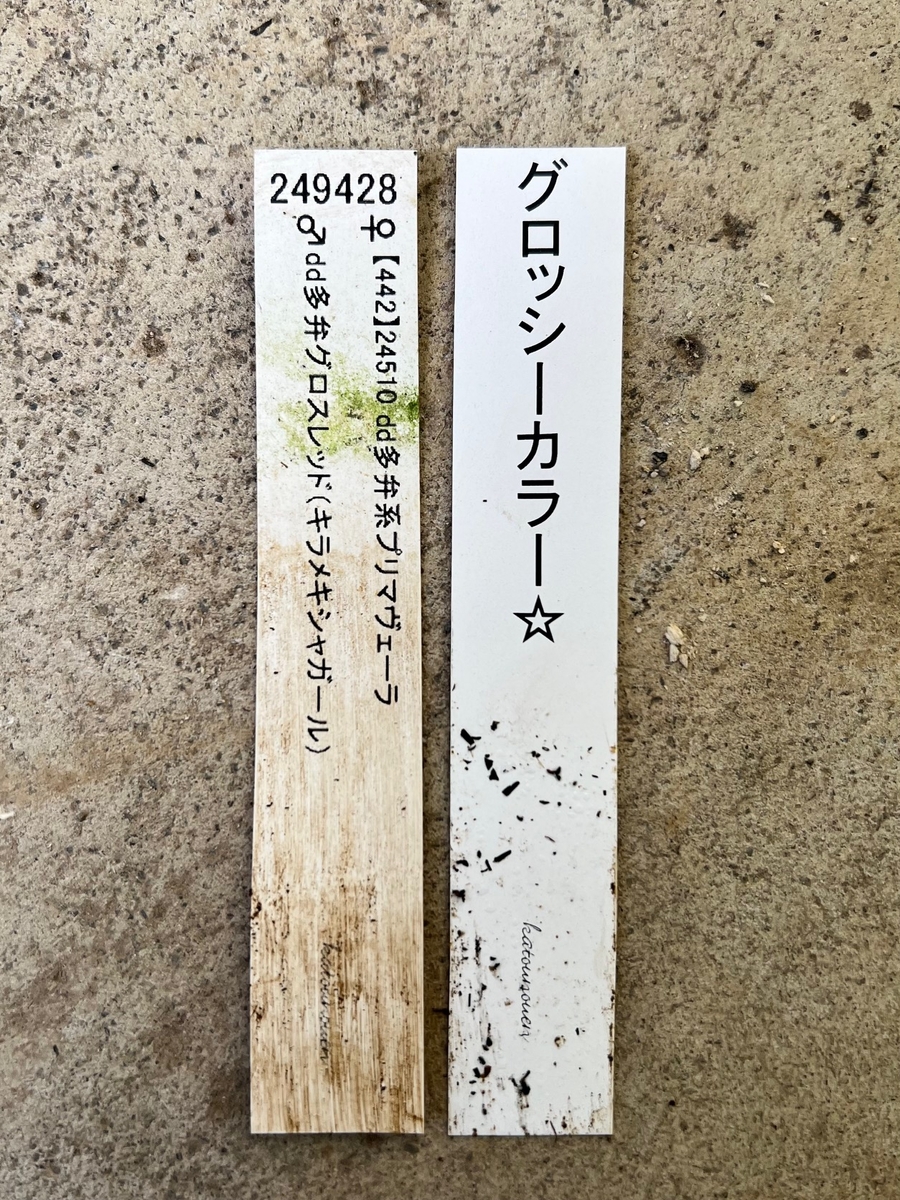 249428
♀【442】24510 dd多弁系プリマヴェーラ
♂dd多弁グロスレッド(キラメキシャガール)
katounouen
グロッシーカラー☆
katounouen